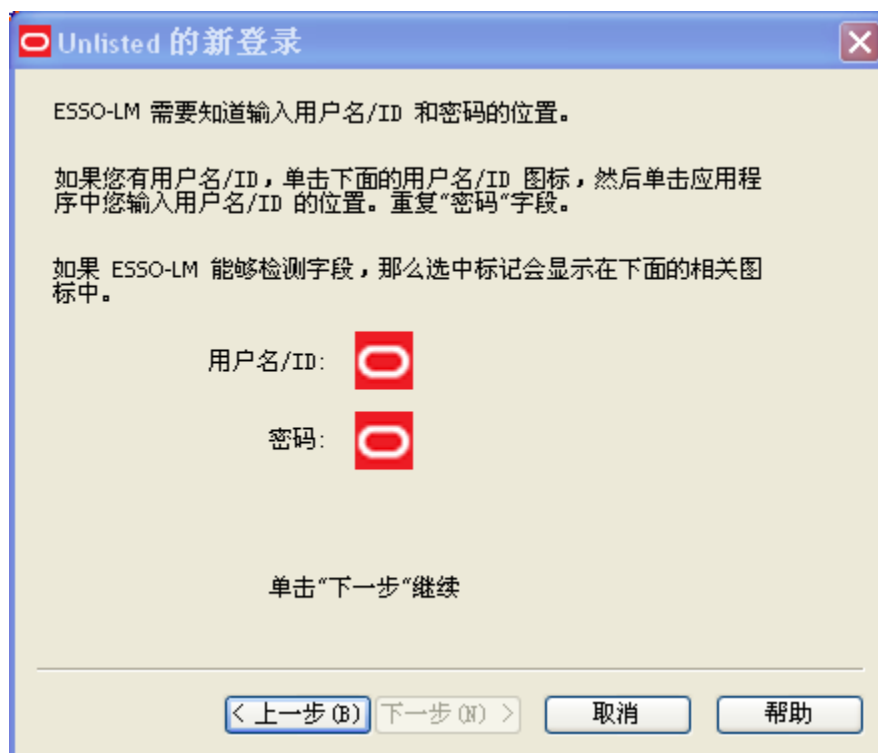 Unlisted 的新登录
ESSO-LM 需要知道输入用户名/ID 和密码的位置。
如果您有用户名/ID，单击下面的用户名/ID 图标，然后单击应用程
序中您输入用户名/ID 的位置。重复“密码”字段。
如果 ESSO-LM 能够检测字段，那么选中标记会显示在下面的相关图
标中。
用户名/ID:
密码:
单击“下一步”继续
< 上一步(B)
下一步(N) >
取消
帮助